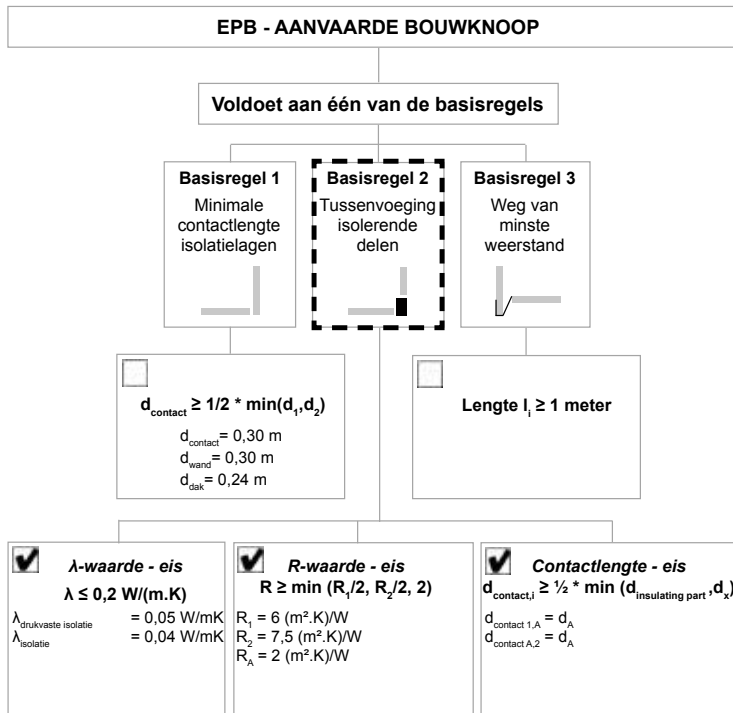 EPB - AANVAARDE BOUWKNOOP
Voldoet aan één van de basisregels
Basisregel 1
Minimale
contactlengte
isolatielagen
Basisregel 2
Tussenvoeging
isolerende
delen
Basisregel 3
Weg van
minste
weerstand
d_contact ≥ 1/2 * min(d_1,d_2)
d_contact= 0,30 m
d_wand= 0,30 m
d_dak= 0,24 m
Lengte l_i ≥ 1 meter
λ-waarde - eis
λ ≤ 0,2 W/(m.K)
λ_drukvaste isolatie = 0,05 W/mK
λ_isolatie = 0,04 W/mK
R-waarde - eis
R ≥ min (R_1/2, R_2/2, 2)
R_1 = 6 (m².K)/W
R_2 = 7,5 (m².K)/W
R_A = 2 (m².K)/W
Contactlengte - eis
d_contact,i ≥ ½ * min (d_insulating part,d_x)
d_contact 1,A = d_A
d_contact A,2 = d_A